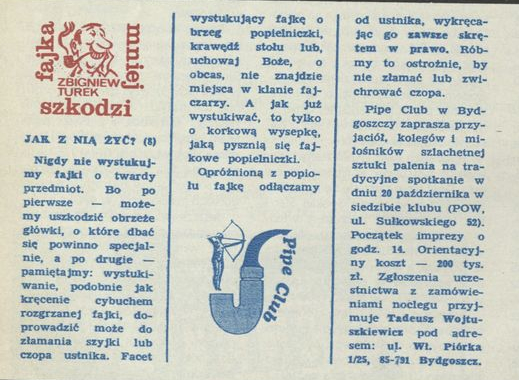 fajka
mniej
ZBIGNIEW
TUREK
szkodzi
JAK Z NIĄ ŻYĆ? (8)
Nigdy nie wystukuj-
my fajki o twardy
przedmiot. Bo po
pierwsze — może-
my uszkodzić obrzeże
główki, o które dbać
się powinno specjal-
nie, a po drugie —
pamiętajmy: wystuki-
wanie, podobnie jak
kręcenie cybuchem
rozgrzanej fajki, do-
prowadzić może do
złamania szyjki lub
czopa ustnika. Facet
wystukujący fajkę o
brzeg popielniczki,
krawędź stołu lub,
uchowaj Boże, o
obcas, nie znajdzie
miejsca w klanie faj-
czarzy. A jak już
wystukiwać, to tylko
o korkową wysepkę,
jaką pysznią się faj-
kowe popielniczki.
Opróżnioną z popio-
łu fajkę odłączamy
Pipe Club
od ustnika, wykręca-
jąc go zawsze skrę-
tem w prawo. Rób-
my to ostrożnie, by
nie złamać lub zwi-
chrować czopa.
Pipe Club w Byd-
goszczy zaprasza przy-
jaciół, kolegów i mi-
łośników szlachetnej
sztuki palenia na tra-
dycyjne spotkanie w
dniu 20 października w
siedzibie klubu (POW,
ul. Sułkowskiego 52).
Początek imprezy o
godz. 14. Orientacyj-
ny koszt — 200 tys.
zł. Zgłoszenia ucze-
stnictwa z zamówie-
niami noclegu przyj-
muje Tadeusz Wojtu-
szkiewicz pod adre-
sem: ul. Wł. Piórka
1/25, 85-791 Bydgoszcz.